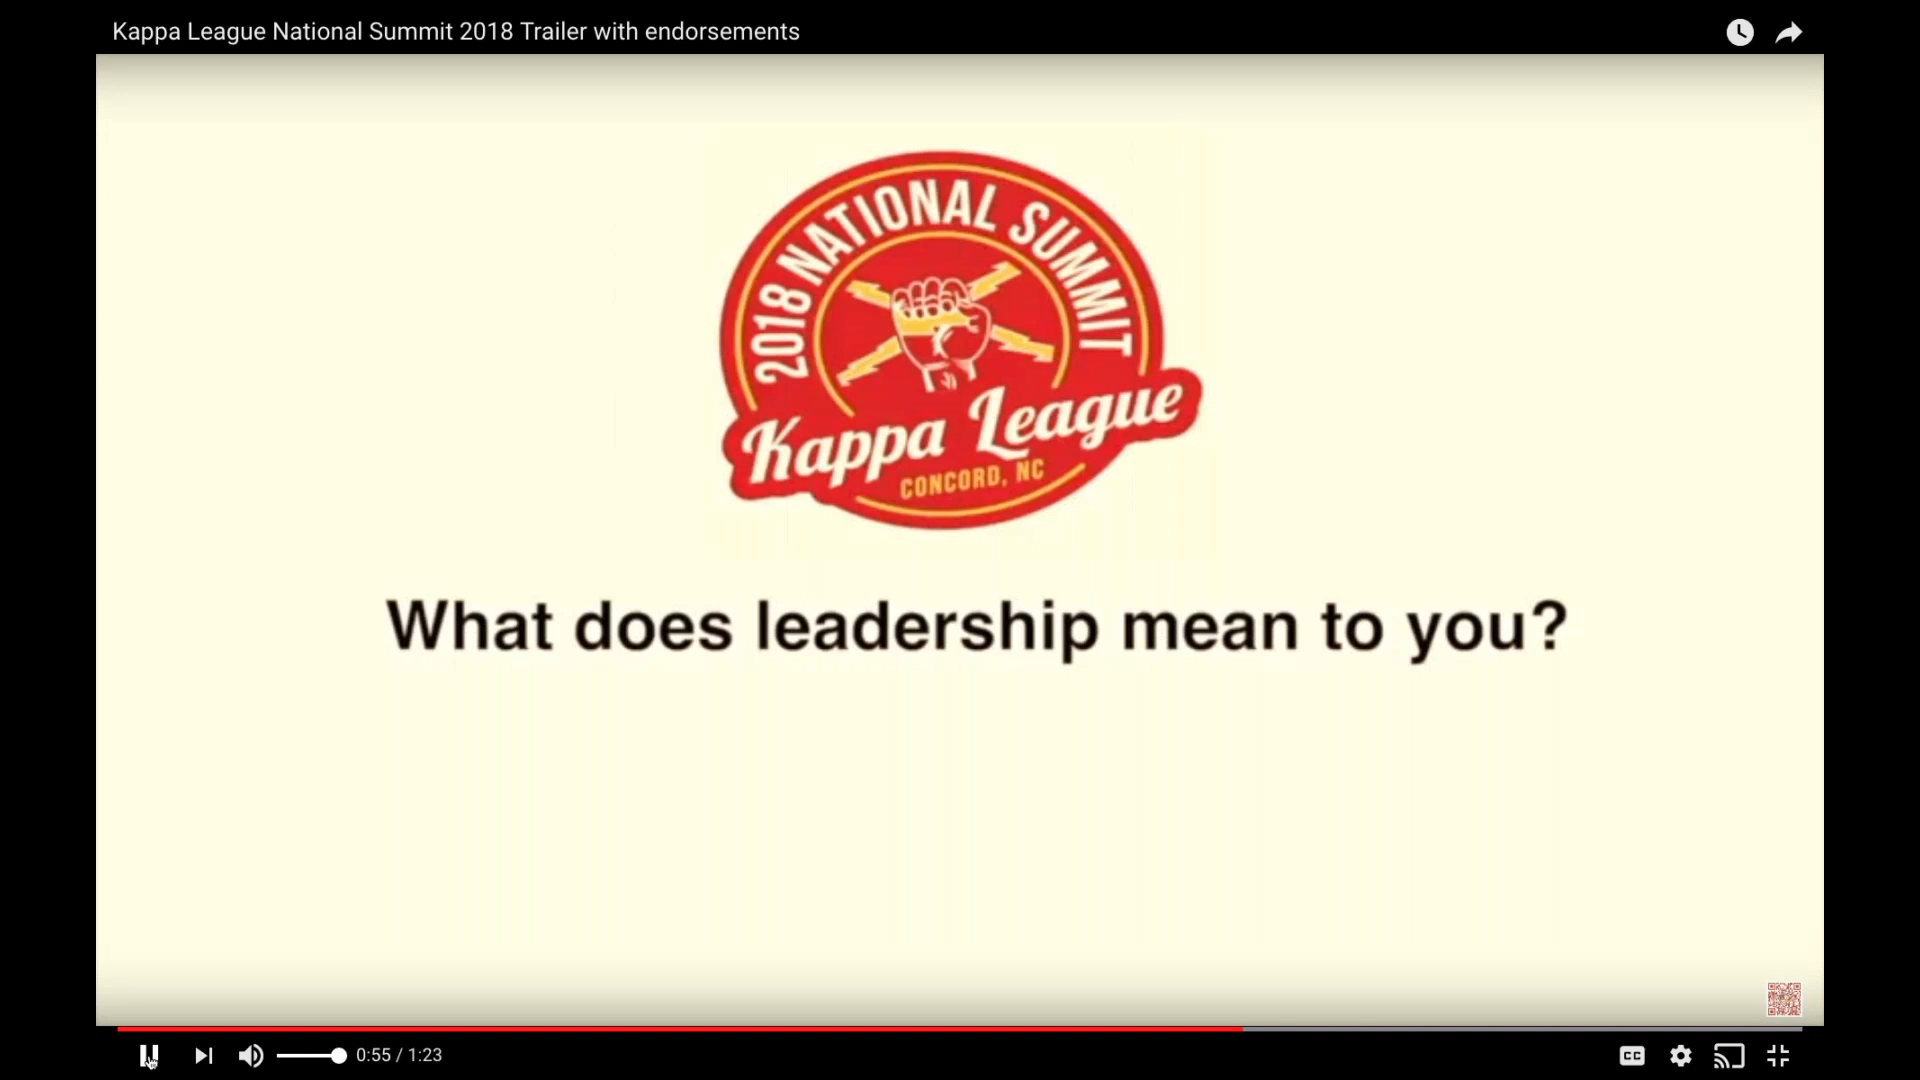 Kappa League National Summit 2018 Trailer with endorsements
2018 NATIONAL SUMMIT
Kappa League
CONCORD, NC
What does leadership mean to you?
0:55 / 1:23
CC